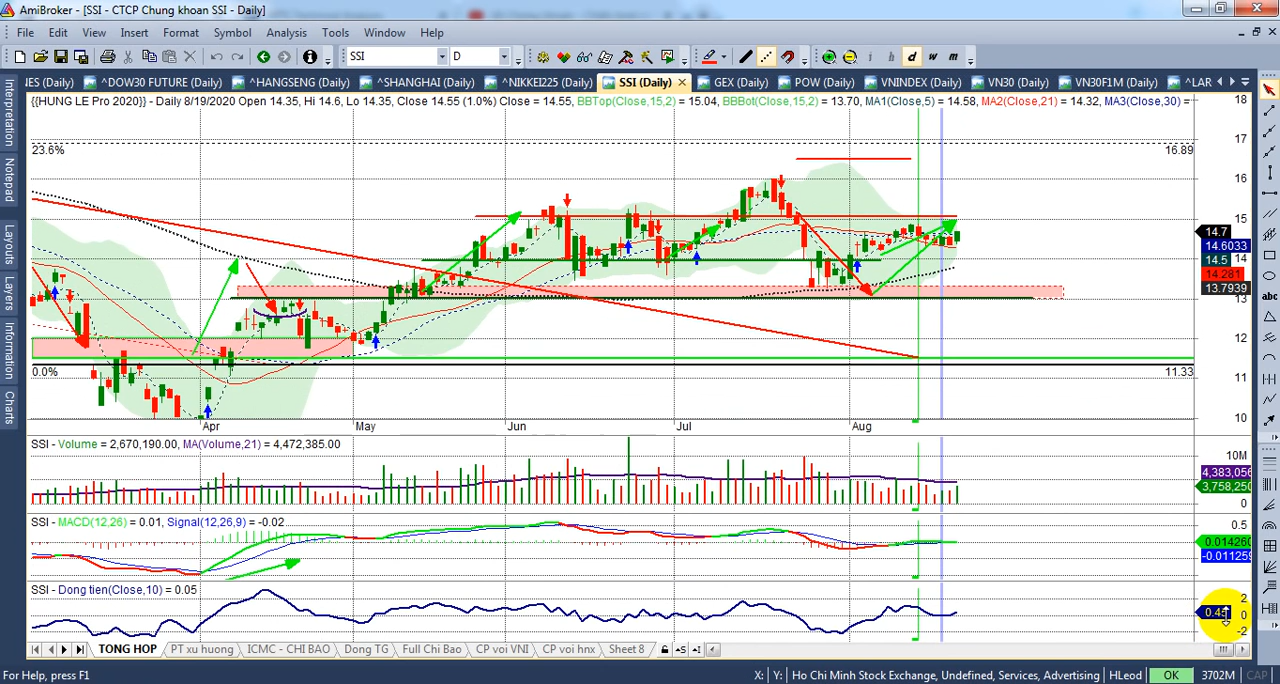 AmiBroker - [SSI - CTCP Chung khoan SSI - Daily]
File Edit View Insert Format Symbol Analysis Tools Window Help
SSI D
i h d w m
IES (Daily) ^DOW30 FUTURE (Daily) ^HANGSENG (Daily) ^SHANGHAI (Daily) ^NIKKEI225 (Daily) SSI (Daily) GEX (Daily) POW (Daily) VNINDEX (Daily) VN30 (Daily) VN30F1M (Daily) ^LAR
{{HUNG LE Pro 2020}} - Daily 8/19/2020 Open 14.35, Hi 14.6, Lo 14.35, Close 14.55 (1.0%) Close = 14.55, BBTop(Close,15,2) = 15.04, BBBot(Close,15,2) = 13.70, MA1(Close,5) = 14.58, MA2(Close,21) = 14.32, MA3(Close,30) =
Interpretation
Notepad
Layouts
Layers
Information
Charts
23.6%
16.89
0.0%
11.33
18
17
16
15
14.7
14.6033
14.5
14
14.281
13.7939
13
12
11
10
Apr May Jun Jul Aug
SSI - Volume = 2,670,190.00, MA(Volume,21) = 4,472,385.00
10M
4,383,056
3,758,250
0
SSI - MACD(12,26) = 0.01, Signal(12,26,9) = -0.02
0.5
0.014260
-0.011259
SSI - Dong tien(Close,10) = 0.05
2
0.45
0
-2
abc
TONG HOP PT xu hung ICMC - CHI BAO Dong TG Full Chi Bao CP voi VNI CP voi hnx Sheet 8
For Help, press F1 X: Y: Ho Chi Minh Stock Exchange, Undefined, Services, Advertising HLeod OK 3702M CAP